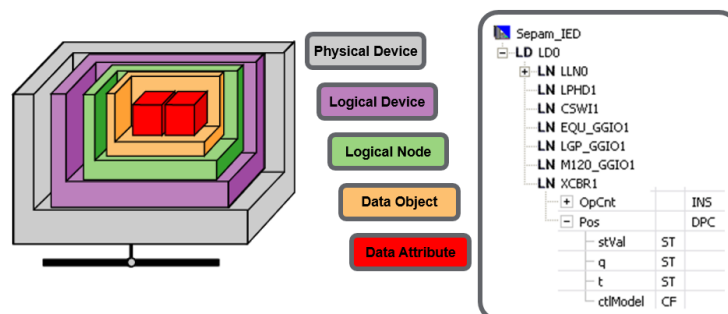 Physical Device
Logical Device
Logical Node
Data Object
Data Attribute
Sepam_IED
LD LD0
LN LLN0
LN LPHD1
LN CSWI1
LN EQU_GGIO1
LN LGP_GGIO1
LN M120_GGIO1
LN XCBR1
OpCnt INS
Pos DPC
stVal ST
q ST
t ST
ctlModel CF